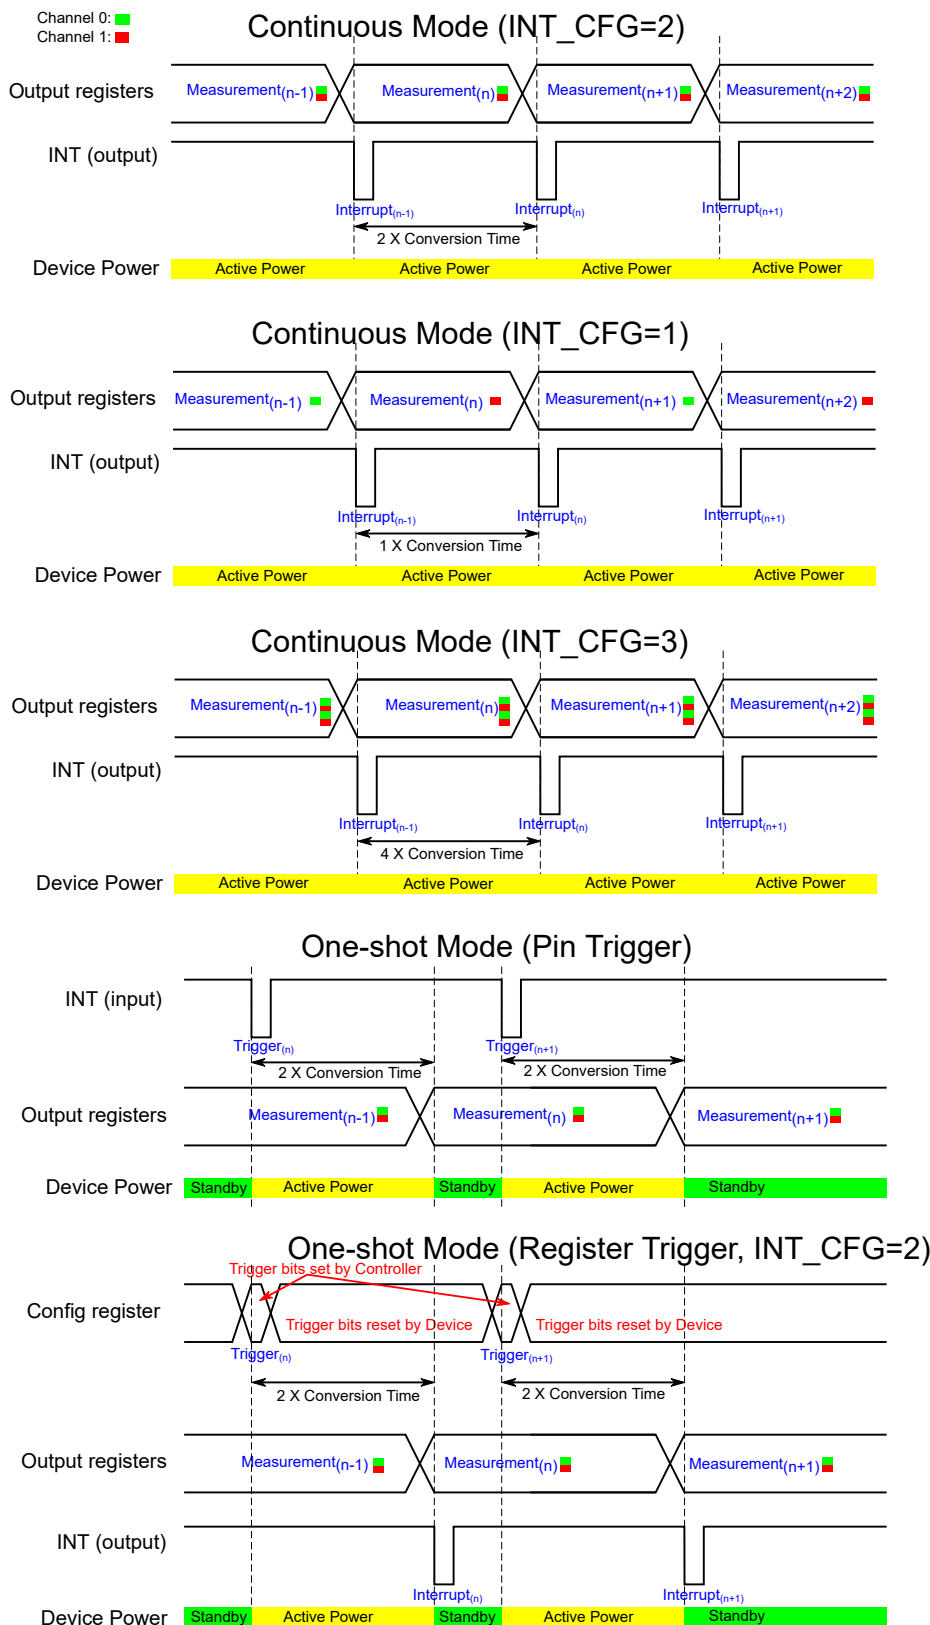 Channel 0:
Channel 1:
Continuous Mode (INT_CFG=2)
Output registers
Measurement(n-1)
Measurement(n)
Measurement(n+1)
Measurement(n+2)
INT (output)
Interrupt(n-1)
Interrupt(n)
Interrupt(n+1)
2 X Conversion Time
Device Power
Active Power
Active Power
Active Power
Active Power
Continuous Mode (INT_CFG=1)
Output registers
Measurement(n-1)
Measurement(n)
Measurement(n+1)
Measurement(n+2)
INT (output)
Interrupt(n-1)
Interrupt(n)
Interrupt(n+1)
1 X Conversion Time
Device Power
Active Power
Active Power
Active Power
Active Power
Continuous Mode (INT_CFG=3)
Output registers
Measurement(n-1)
Measurement(n)
Measurement(n+1)
Measurement(n+2)
INT (output)
Interrupt(n-1)
Interrupt(n)
Interrupt(n+1)
4 X Conversion Time
Device Power
Active Power
Active Power
Active Power
Active Power
One-shot Mode (Pin Trigger)
INT (input)
Trigger(n)
Trigger(n+1)
2 X Conversion Time
2 X Conversion Time
Output registers
Measurement(n-1)
Measurement(n)
Measurement(n+1)
Device Power
Standby
Active Power
Standby
Active Power
Standby
One-shot Mode (Register Trigger, INT_CFG=2)
Trigger bits set by Controller
Config register
Trigger bits reset by Device
Trigger bits reset by Device
Trigger(n)
Trigger(n+1)
2 X Conversion Time
2 X Conversion Time
Output registers
Measurement(n-1)
Measurement(n)
Measurement(n+1)
INT (output)
Interrupt(n)
Interrupt(n+1)
Device Power
Standby
Active Power
Standby
Active Power
Standby